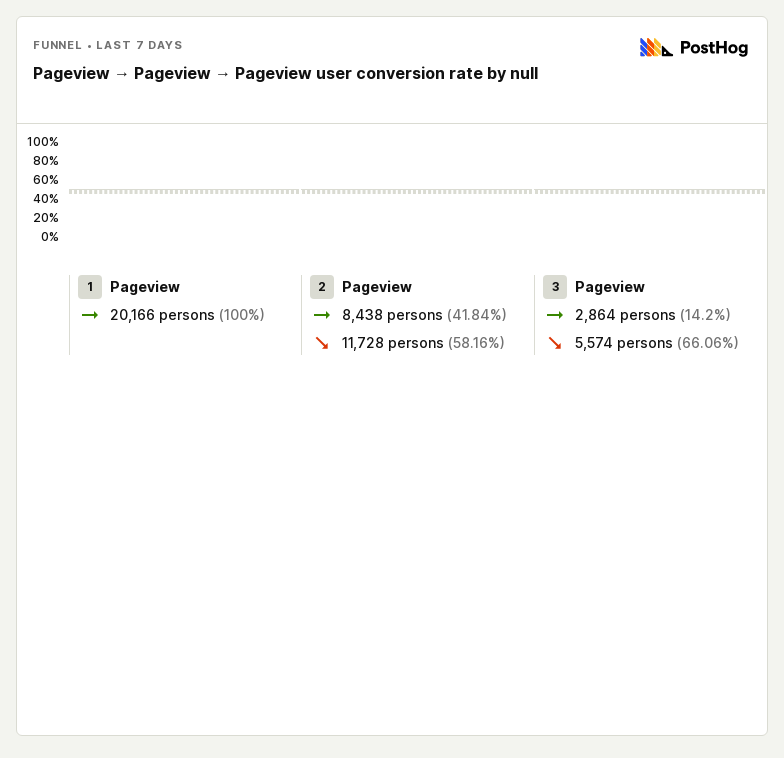 FUNNEL • LAST 7 DAYS
PostHog
Pageview → Pageview → Pageview user conversion rate by null
100%
80%
60%
40%
20%
0%
1 Pageview
→ 20,166 persons (100%)
2 Pageview
→ 8,438 persons (41.84%)
↘ 11,728 persons (58.16%)
3 Pageview
→ 2,864 persons (14.2%)
↘ 5,574 persons (66.06%)